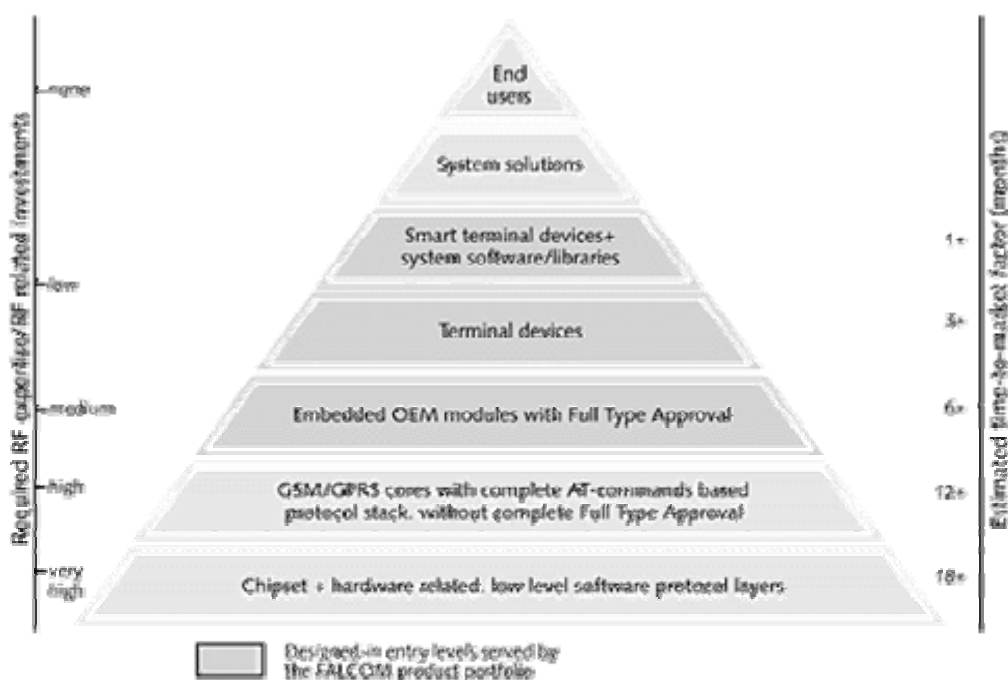 Required RF expertise/RF related investments
none
low
medium
high
very
high
End
users
System solutions
Smart terminal devices+
system software/libraries
Terminal devices
Embedded OEM modules with Full Type Approval
GSM/GPRS cores with complete AT-commands based
protocol stack, without complete Full Type Approval
Chipset + hardware related, low level software protocol layers
1+
3+
6+
12+
18+
Estimated time-to-market factor (months)
Designed-in entry levels served by
the FALCOM product portfolio